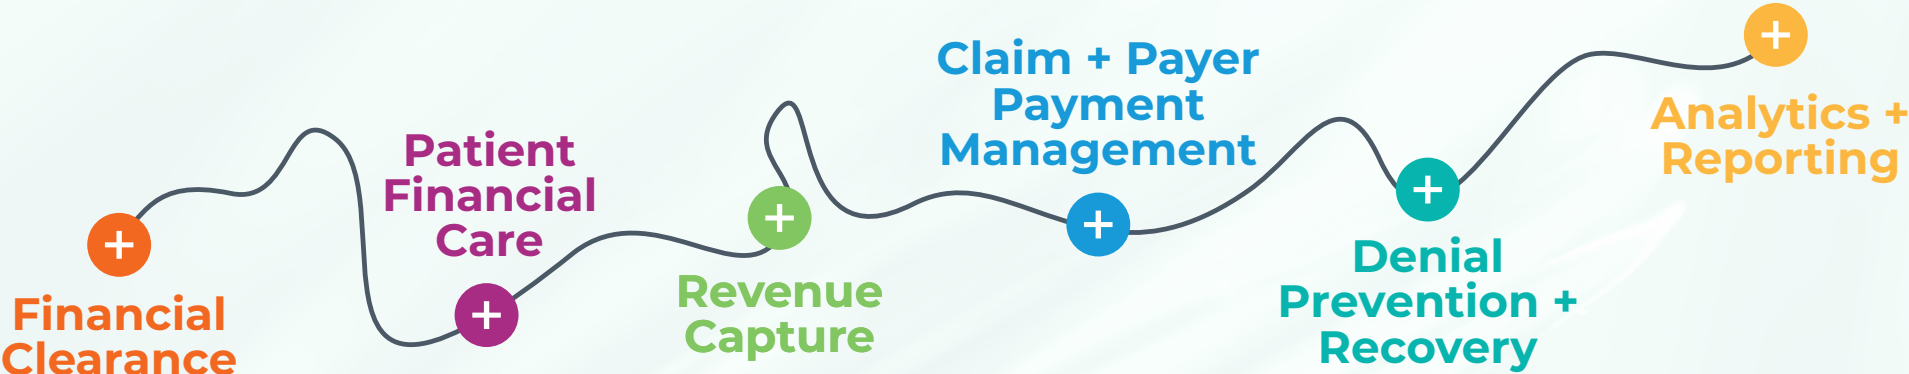 Financial
Clearance
Patient
Financial
Care
Revenue
Capture
Claim + Payer
Payment
Management
Denial
Prevention +
Recovery
Analytics +
Reporting